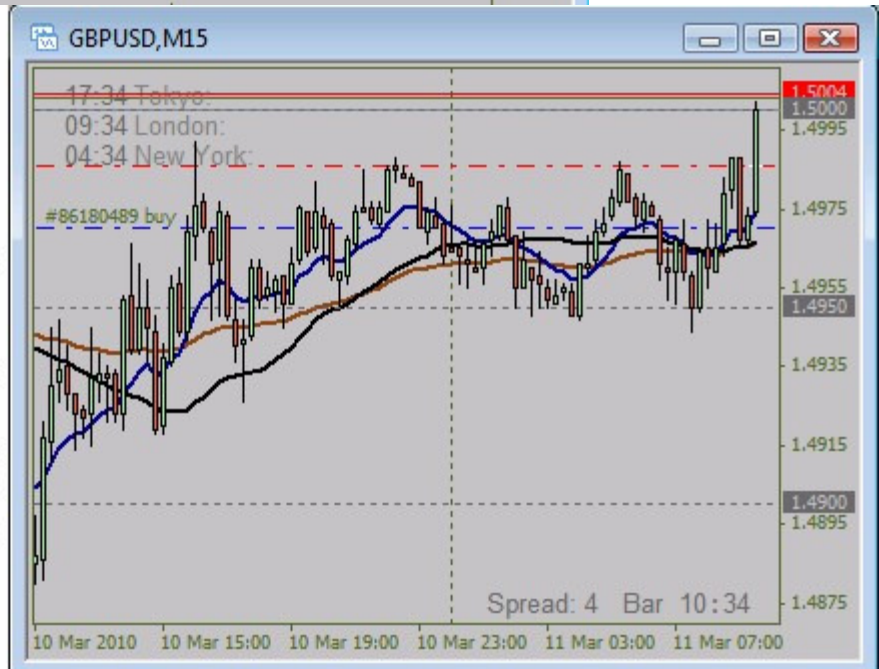 GBPUSD,M15
17:34 Tokyo:
09:34 London:
04:34 New York:
#86180489 buy
1.5004
1.5000
1.4995
1.4975
1.4955
1.4950
1.4935
1.4915
1.4900
1.4895
1.4875
Spread: 4 Bar 10:34
10 Mar 2010 10 Mar 15:00 10 Mar 19:00 10 Mar 23:00 11 Mar 03:00 11 Mar 07:00